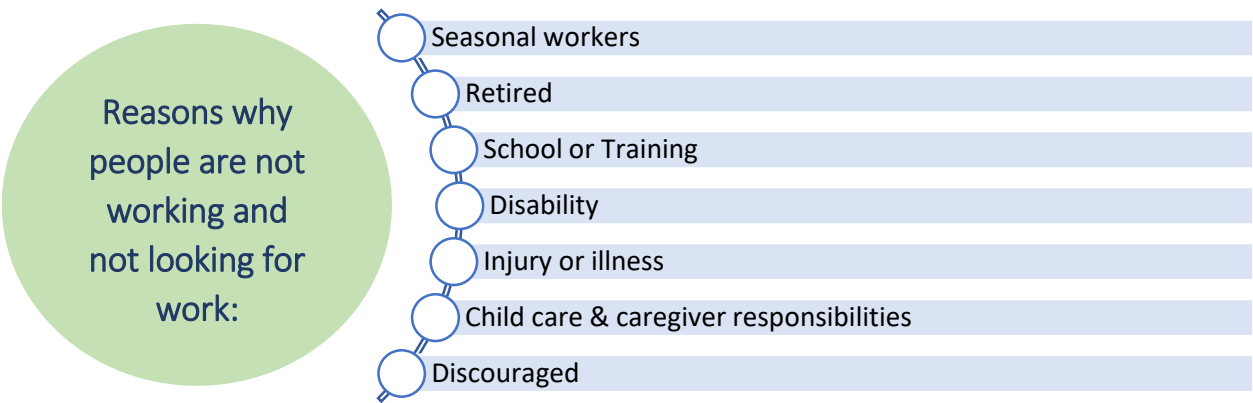 Reasons why
people are not
working and
not looking for
work:
Seasonal workers
Retired
School or Training
Disability
Injury or illness
Child care & caregiver responsibilities
Discouraged